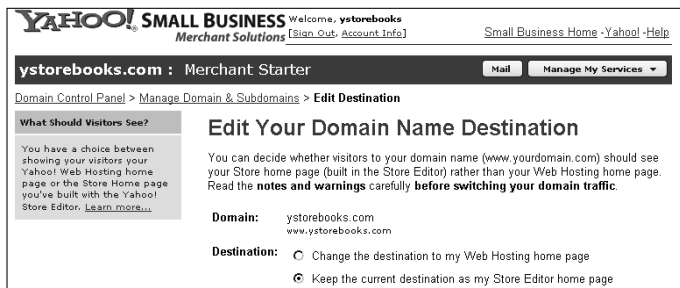 YAHOO! SMALL BUSINESS
Merchant Solutions
Welcome, ystorebooks
[Sign Out, Account Info]
Small Business Home - Yahoo! - Help
ystorebooks.com : Merchant Starter
Mail
Manage My Services
Domain Control Panel > Manage Domain & Subdomains > Edit Destination
What Should Visitors See?
You have a choice between
showing your visitors your
Yahoo! Web Hosting home
page or the Store Home page
you've built with the Yahoo!
Store Editor. Learn more...
Edit Your Domain Name Destination
You can decide whether visitors to your domain name (www.yourdomain.com) should see
your Store home page (built in the Store Editor) rather than your Web Hosting home page.
Read the notes and warnings carefully before switching your domain traffic.
Domain: ystorebooks.com
www.ystorebooks.com
Destination: Change the destination to my Web Hosting home page
Keep the current destination as my Store Editor home page